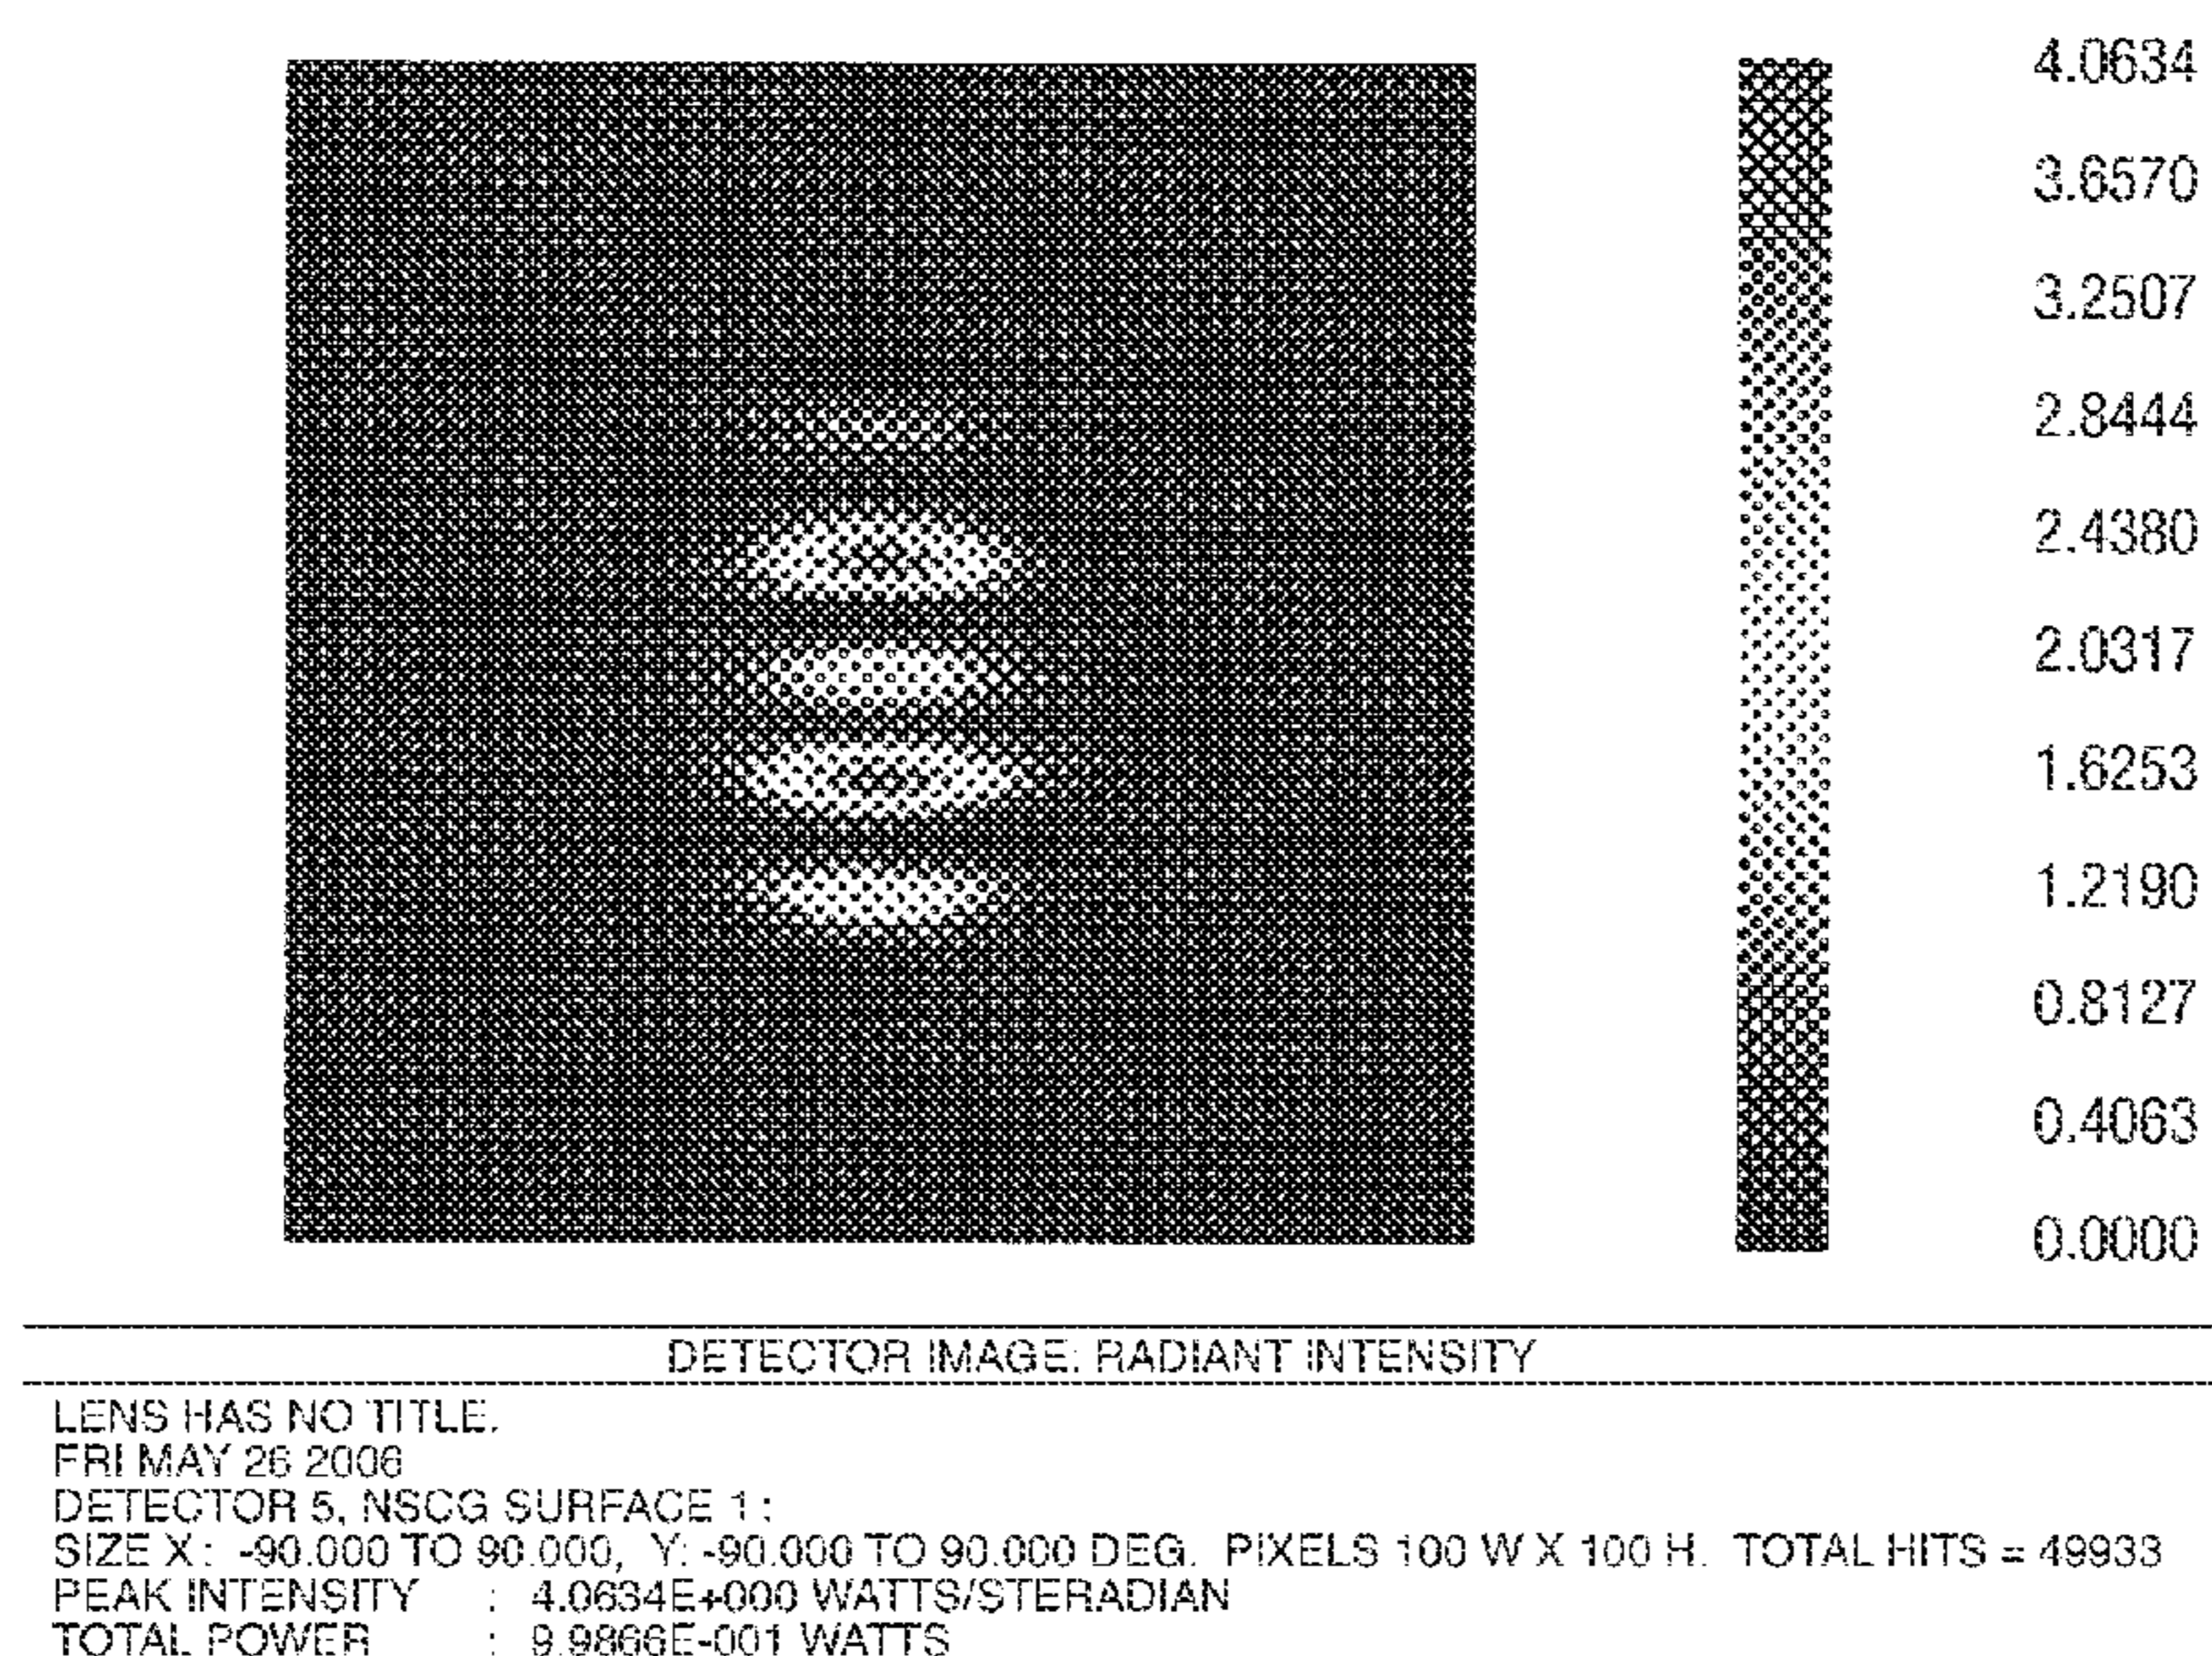 4.0634
3.6570
3.2507
2.8444
2.4380
2.0317
1.6253
1.2190
0.8127
0.4063
0.0000
DETECTOR IMAGE: RADIANT INTENSITY
LENS HAS NO TITLE.
FRI MAY 26 2006
DETECTOR 5, NSCG SURFACE 1 :
SIZE X : -90.000 TO 90.000, Y: -90.000 TO 90.000 DEG. PIXELS 100 W X 100 H. TOTAL HITS = 49933
PEAK INTENSITY : 4.0634E+000 WATTS/STERADIAN
TOTAL POWER : 9.9866E-001 WATTS